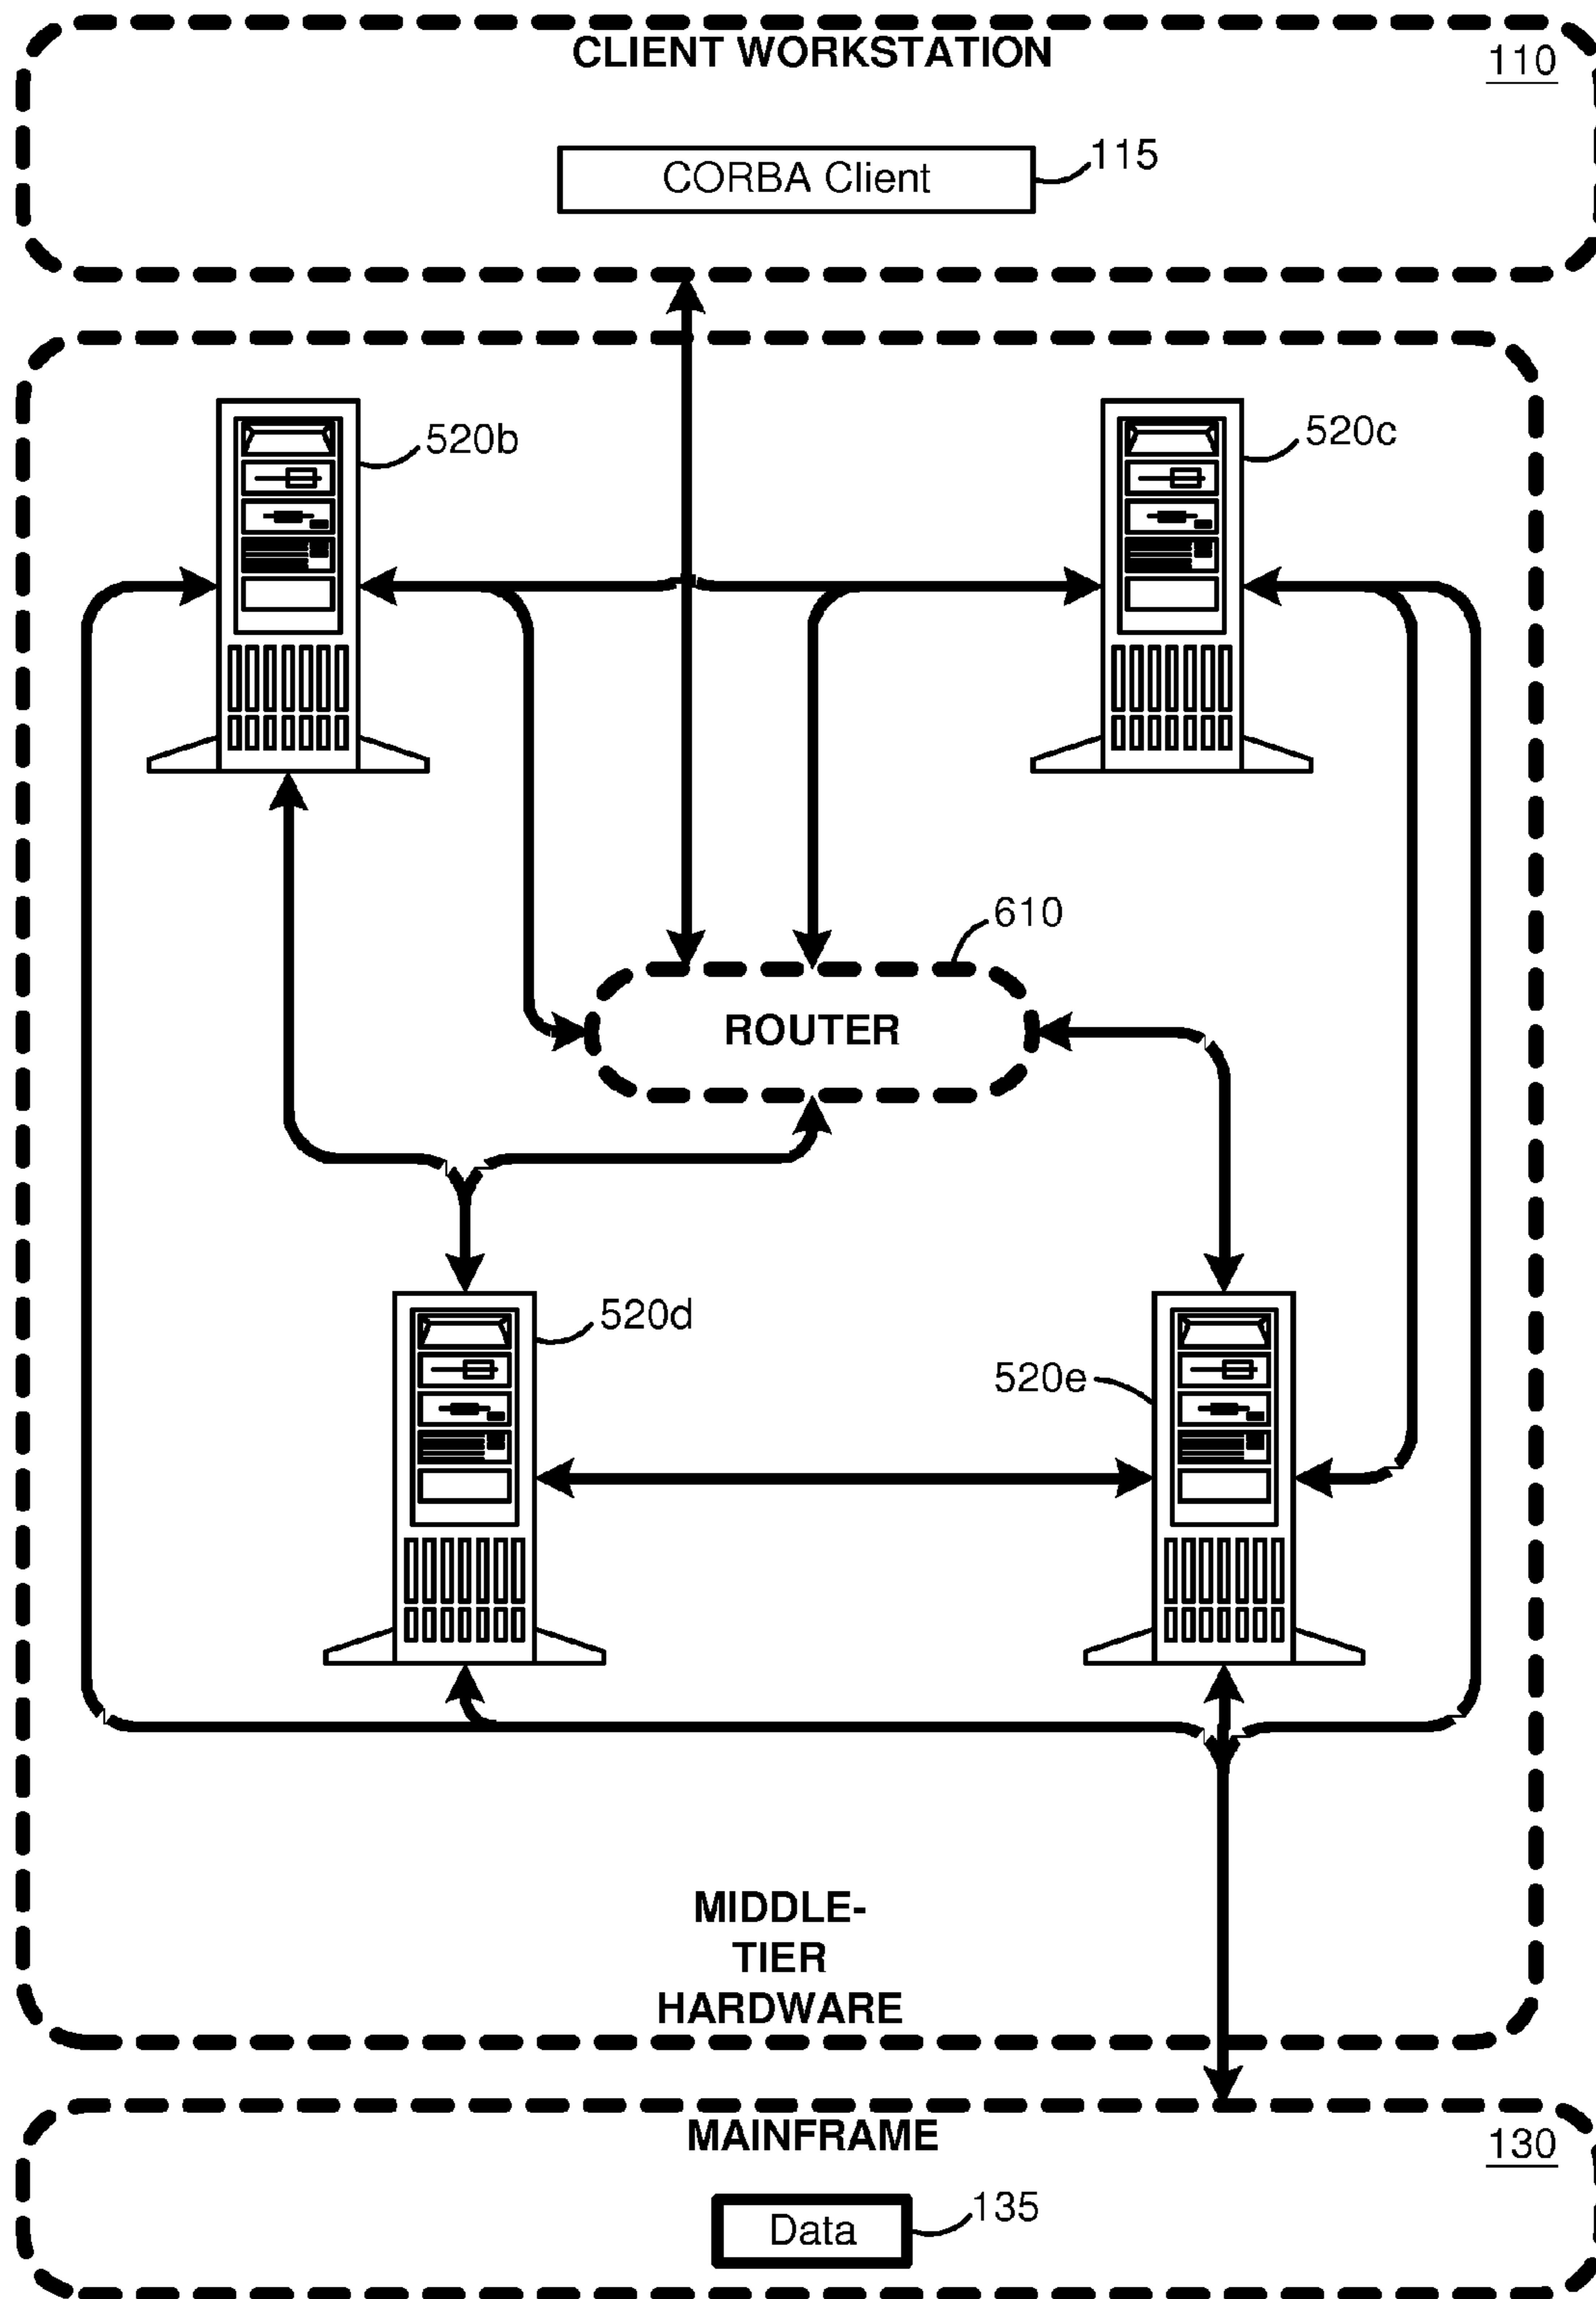 CLIENT WORKSTATION
110
CORBA Client
115
520b
520c
610
ROUTER
520d
520e
MIDDLE-
TIER
HARDWARE
MAINFRAME
130
Data
135